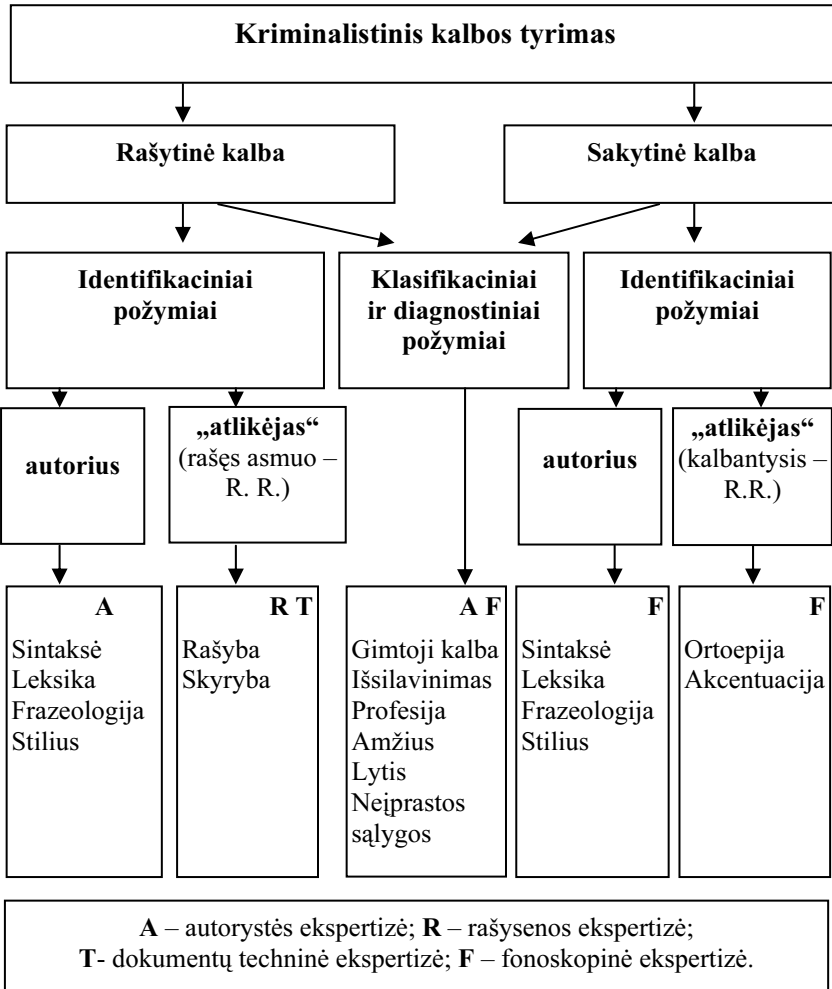 Kriminalistinis kalbos tyrimas
Rašytinė kalba
Sakytinė kalba
Identifikaciniai
požymiai
Klasifikaciniai
ir diagnostiniai
požymiai
Identifikaciniai
požymiai
autorius
„atlikėjas“
(rašęs asmuo –
R. R.)
autorius
„atlikėjas“
(kalbantysis –
R.R.)
A
Sintaksė
Leksika
Frazeologija
Stilius
R T
Rašyba
Skyryba
A F
Gimtoji kalba
Išsilavinimas
Profesija
Amžius
Lytis
Neįprastos
sąlygos
F
Sintaksė
Leksika
Frazeologija
Stilius
F
Ortoepija
Akcentuacija
A – autorystės ekspertizė; R – rašysenos ekspertizė;
T- dokumentų techninė ekspertizė; F – fonoskopinė ekspertizė.